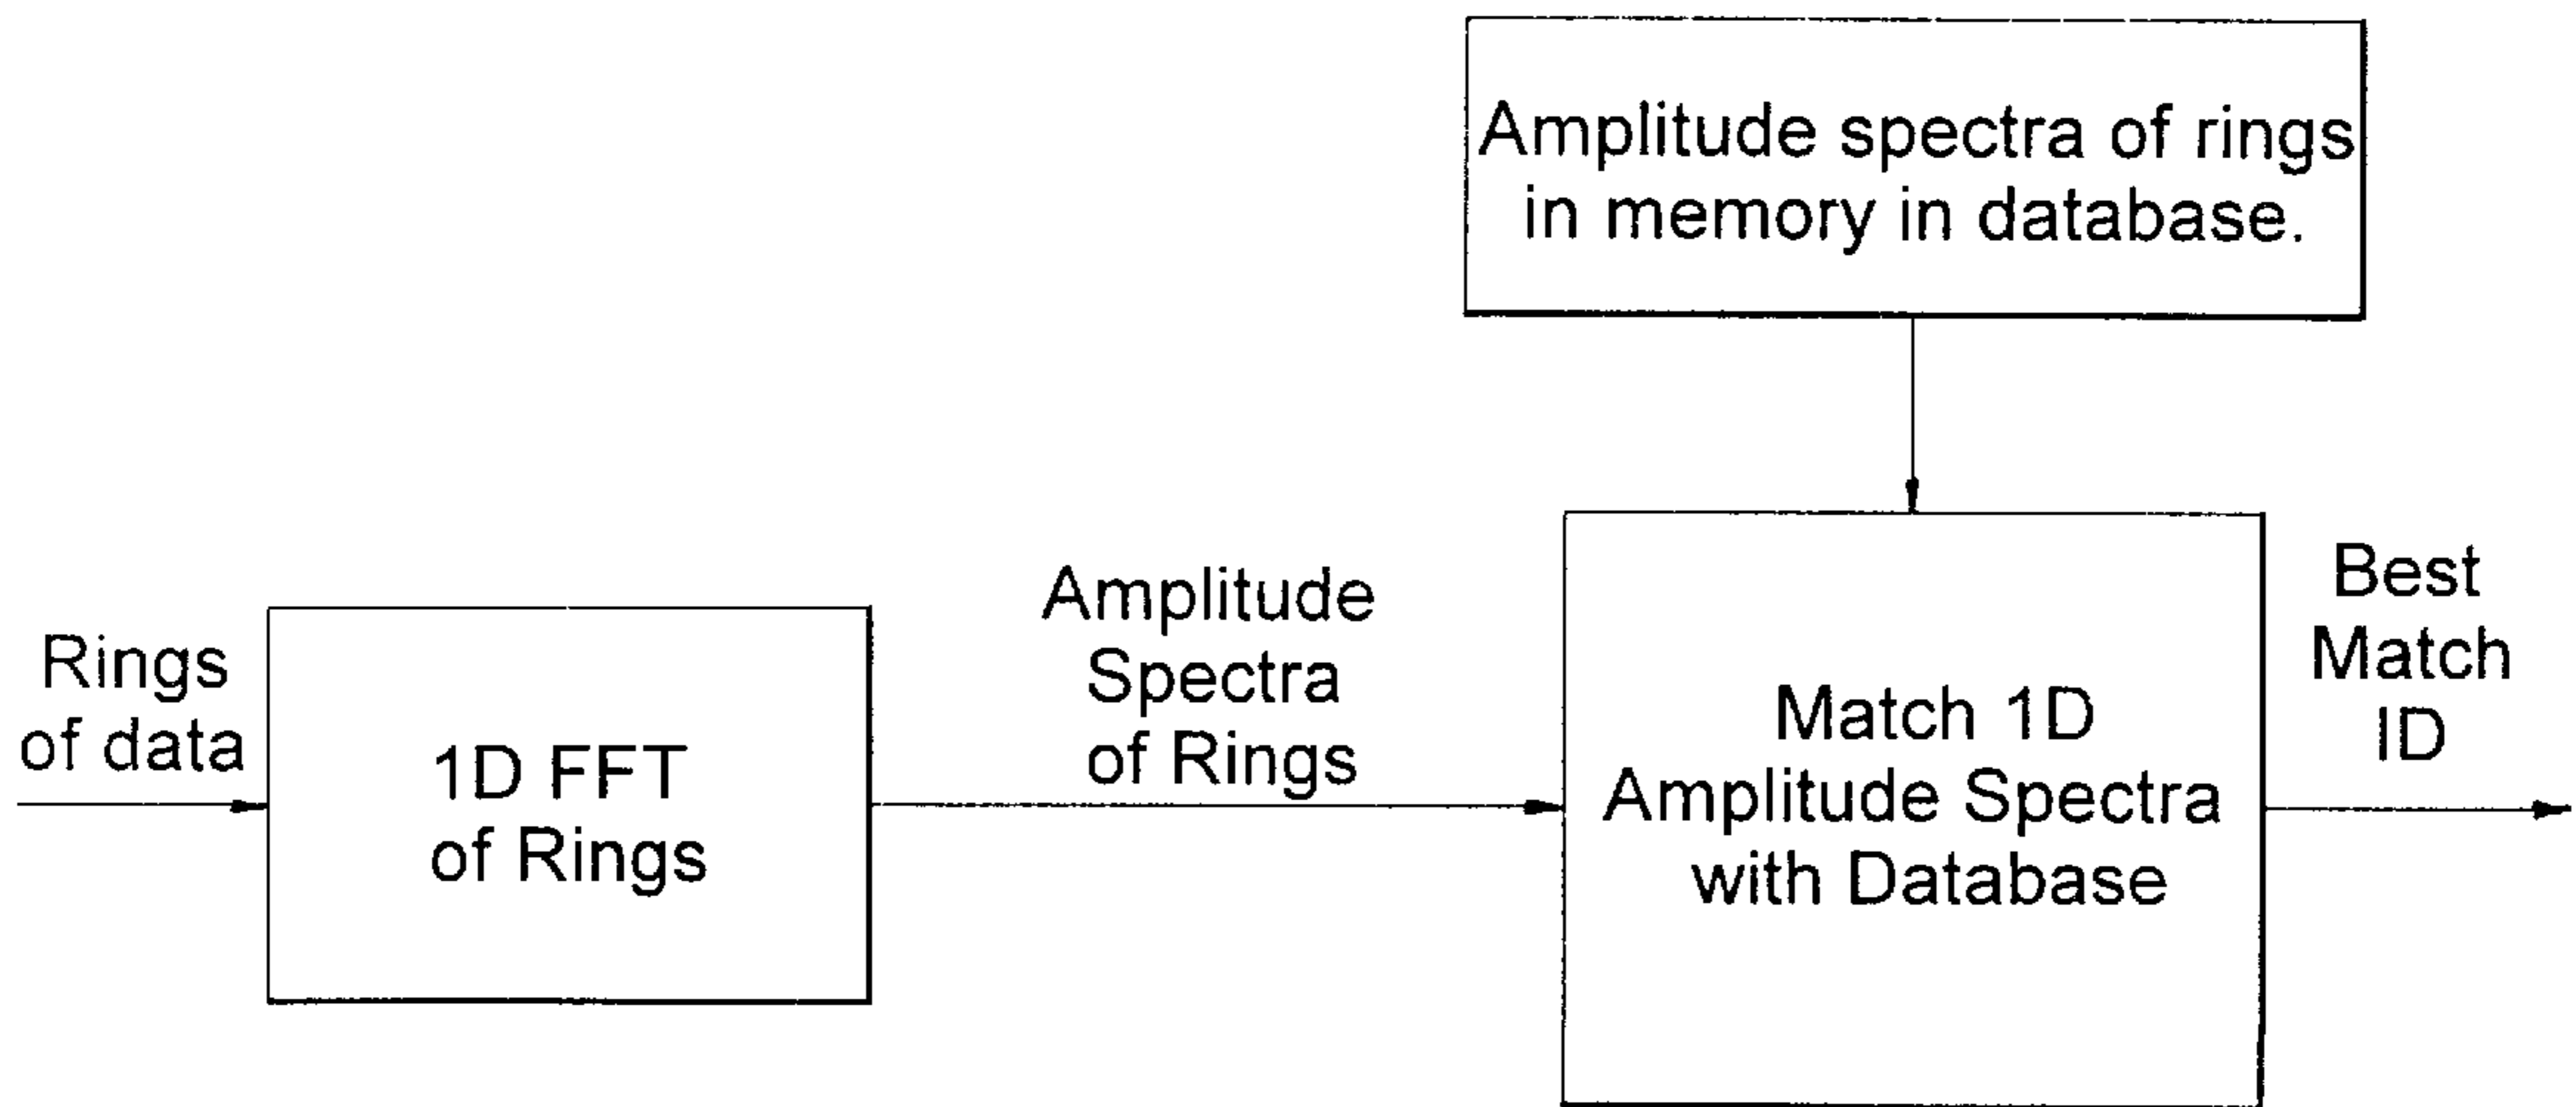 Amplitude spectra of rings
in memory in database.
Rings
of data
1D FFT
of Rings
Amplitude
Spectra
of Rings
Match 1D
Amplitude Spectra
with Database
Best
Match
ID